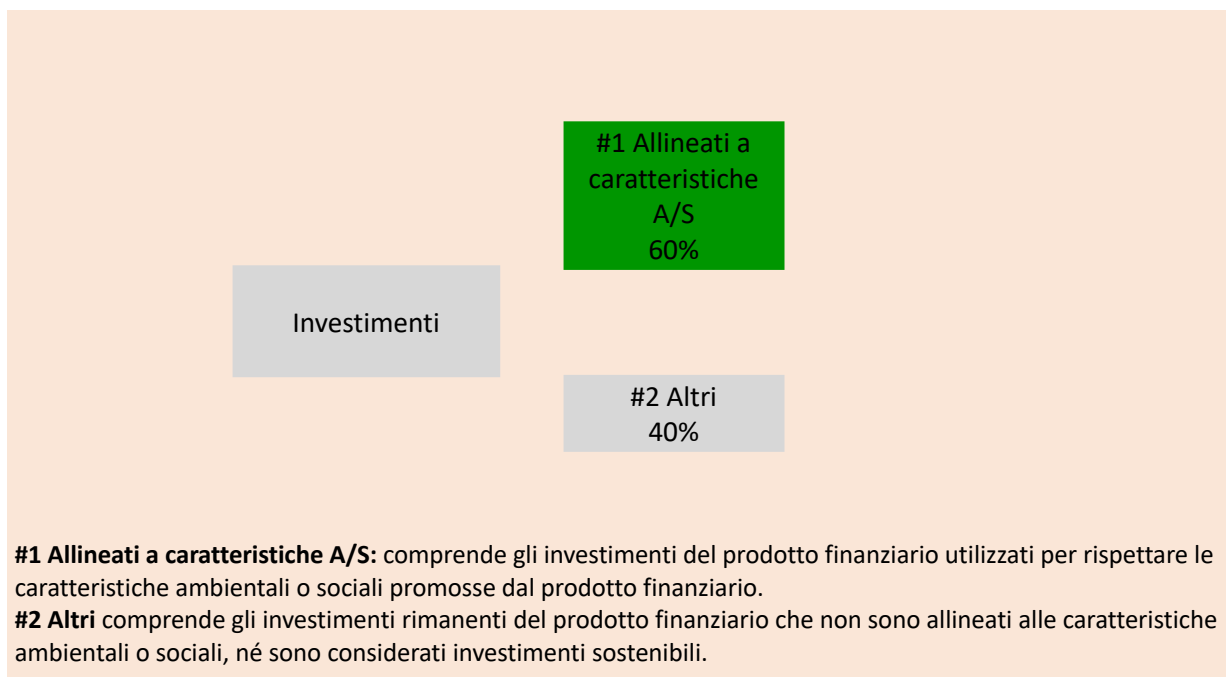 #1 Allineati a
caratteristiche
A/S
60%
Investimenti
#2 Altri
40%
#1 Allineati a caratteristiche A/S: comprende gli investimenti del prodotto finanziario utilizzati per rispettare le
caratteristiche ambientali o sociali promosse dal prodotto finanziario.
#2 Altri comprende gli investimenti rimanenti del prodotto finanziario che non sono allineati alle caratteristiche
ambientali o sociali, né sono considerati investimenti sostenibili.